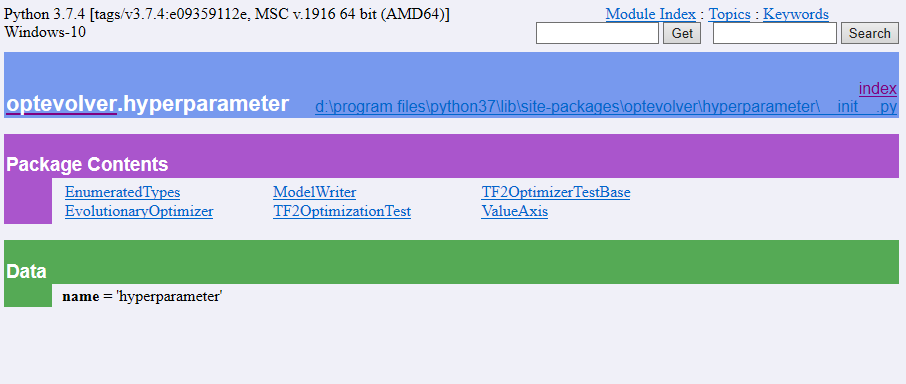 Python 3.7.4 [tags/v3.7.4:e09359112e, MSC v.1916 64 bit (AMD64)]
Windows-10
Module Index : Topics : Keywords
Get Search
index
optevolver.hyperparameter d:\program files\python37\lib\site-packages\optevolver\hyperparameter\__init__.py
Package Contents
EnumeratedTypes ModelWriter TF2OptimizerTestBase
EvolutionaryOptimizer TF2OptimizationTest ValueAxis
Data
name = 'hyperparameter'